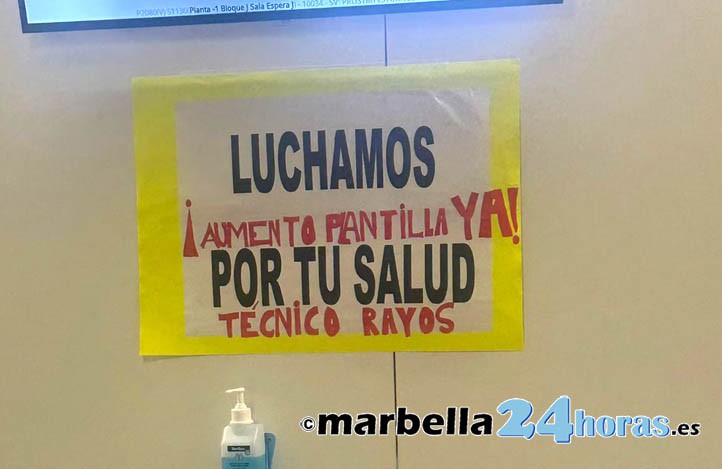 Planta -1 Bloque J Sala Espera J
LUCHAMOS
¡AUMENTO PLANTILLA YA!
POR TU SALUD
TÉCNICO RAYOS
©marbella24horas.es